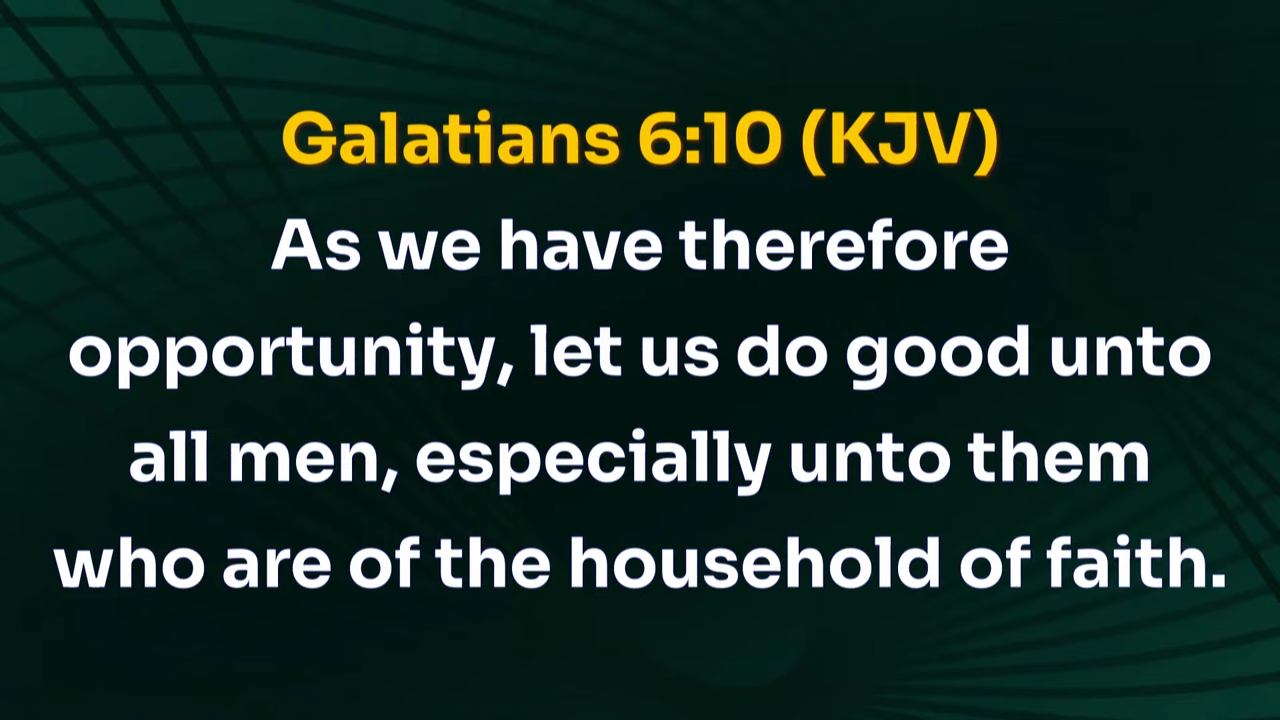 Galatians 6:10 (KJV)
As we have therefore
opportunity, let us do good unto
all men, especially unto them
who are of the household of faith.